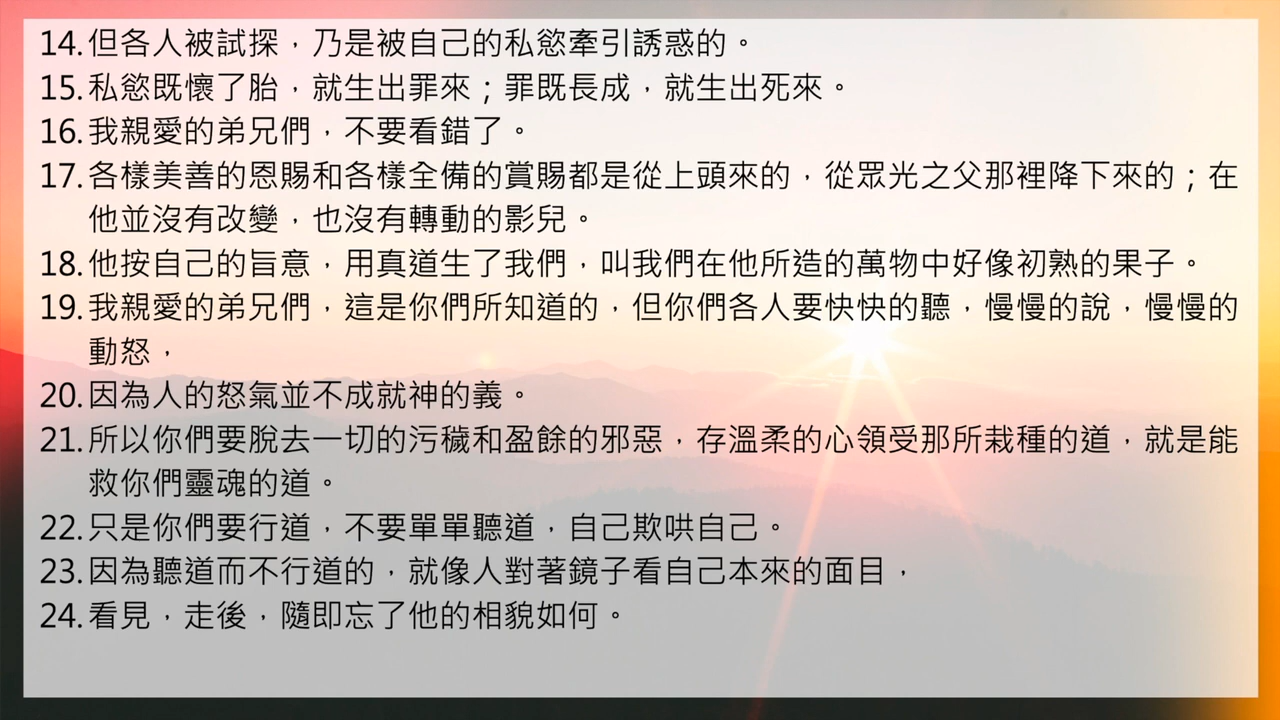 14.但各人被試探，乃是被自己的私慾牽引誘惑的。
15.私慾既懷了胎，就生出罪來；罪既長成，就生出死來。
16.我親愛的弟兄們，不要看錯了。
17.各樣美善的恩賜和各樣全備的賞賜都是從上頭來的，從眾光之父那裡降下來的；在
他並沒有改變，也沒有轉動的影兒。
18.他按自己的旨意，用真道生了我們，叫我們在他所造的萬物中好像初熟的果子。
19.我親愛的弟兄們，這是你們所知道的，但你們各人要快快的聽，慢慢的說，慢慢的
動怒，
20.因為人的怒氣並不成就神的義。
21.所以你們要脫去一切的污穢和盈餘的邪惡，存溫柔的心領受那所栽種的道，就是能
救你們靈魂的道。
22.只是你們要行道，不要單單聽道，自己欺哄自己。
23.因為聽道而不行道的，就像人對著鏡子看自己本來的面目，
24.看見，走後，隨即忘了他的相貌如何。